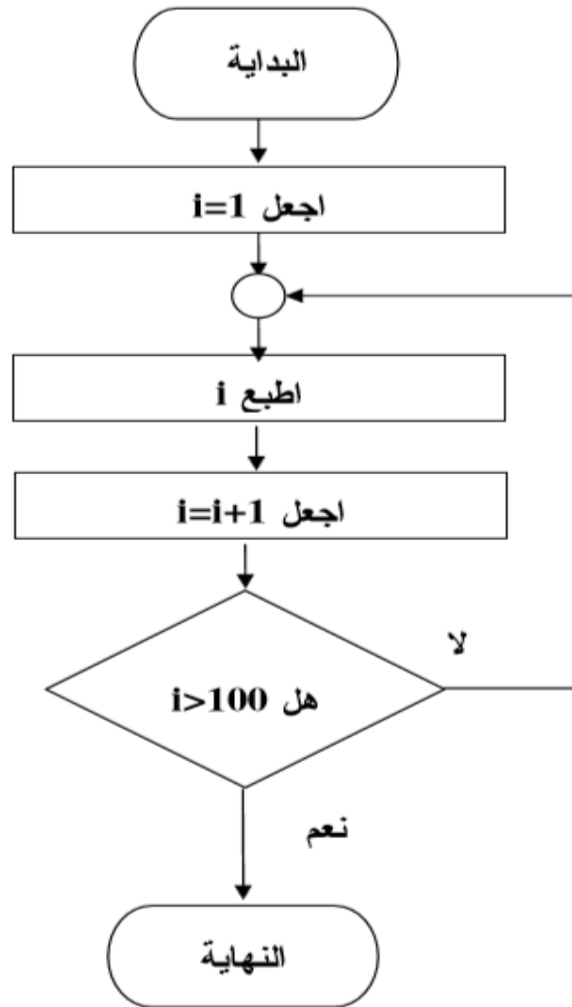 البداية
اجعل i=1
اطبع i
اجعل i=i+1
هل i>100
لا
نعم
النهاية